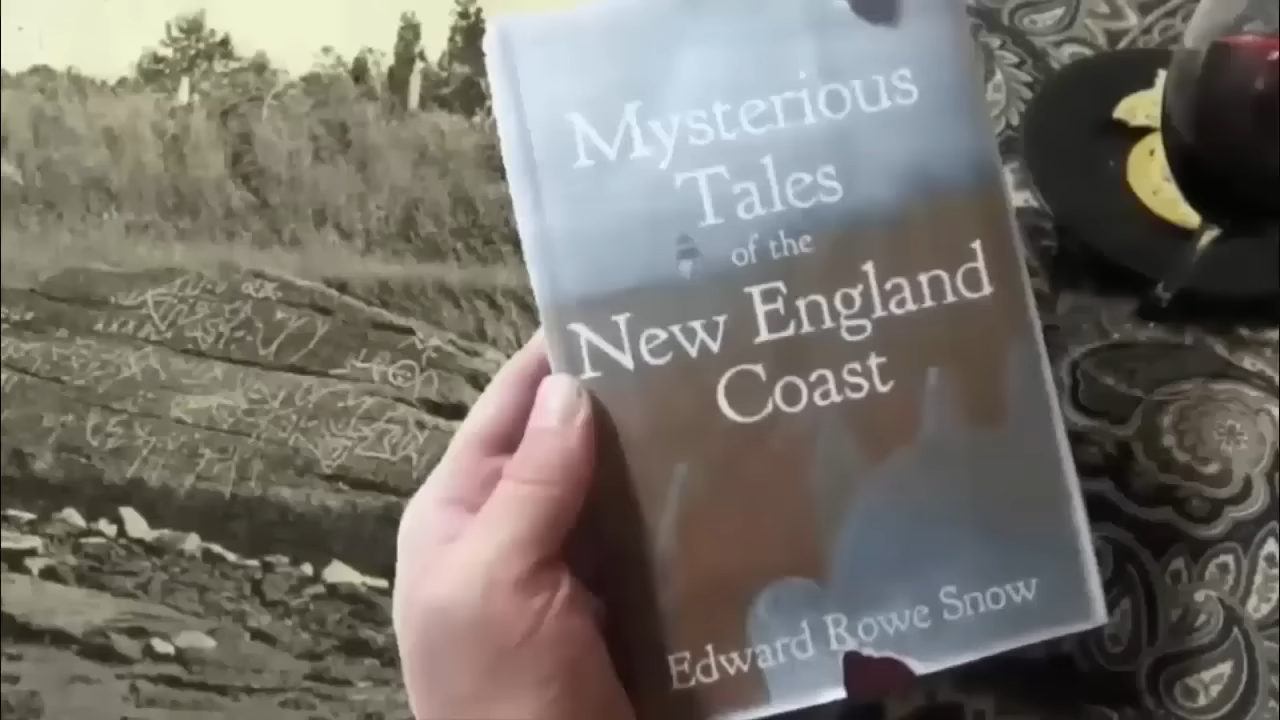 Mysterious
Tales
of the
New England
Coast
Edward Rowe Snow